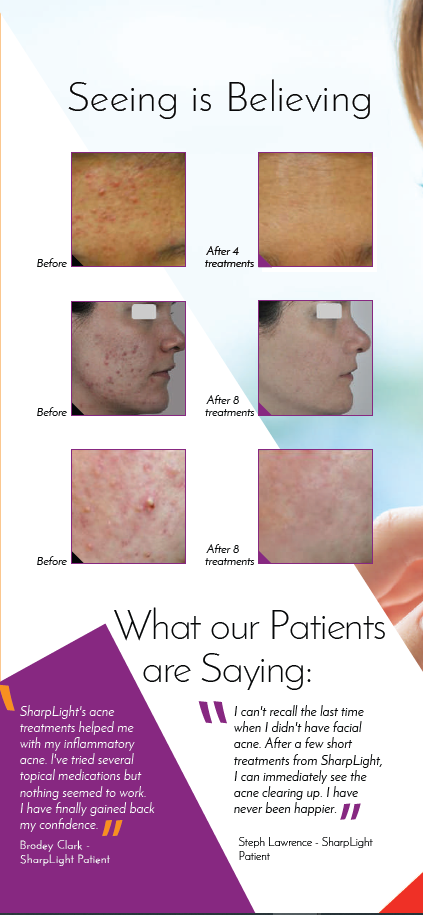 Seeing is Believing
Before
After 4
treatments
Before
After 8
treatments
Before
After 8
treatments
What our Patients
are Saying:
SharpLight's acne
treatments helped me
with my inflammatory
acne. I've tried several
topical medications but
nothing seemed to work.
I have finally gained back
my confidence.
Brodey Clark -
SharpLight Patient
I can't recall the last time
when I didn't have facial
acne. After a few short
treatments from SharpLight,
I can immediately see the
acne clearing up. I have
never been happier.
Steph Lawrence - SharpLight
Patient